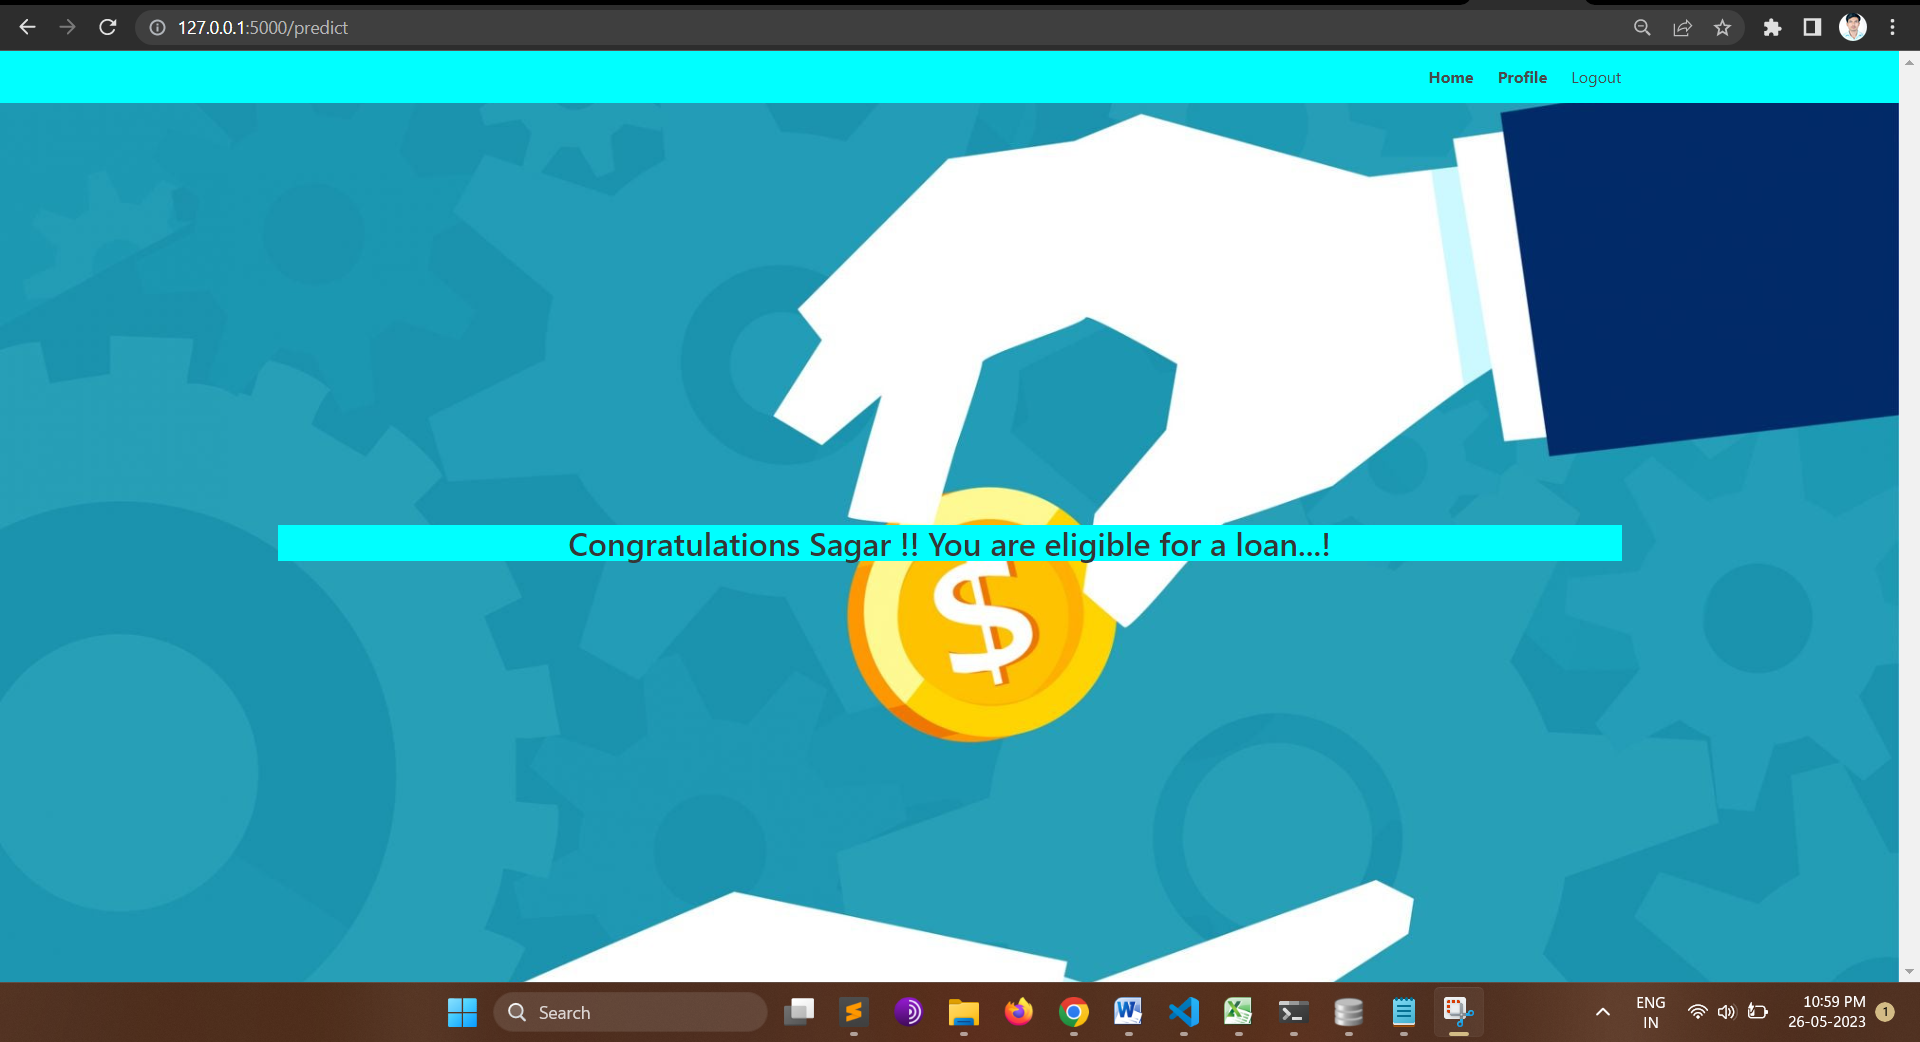 127.0.0.1:5000/predict
Home Profile Logout
Congratulations Sagar !! You are eligible for a loan...!
$
Search
ENG
IN
10:59 PM
26-05-2023
1